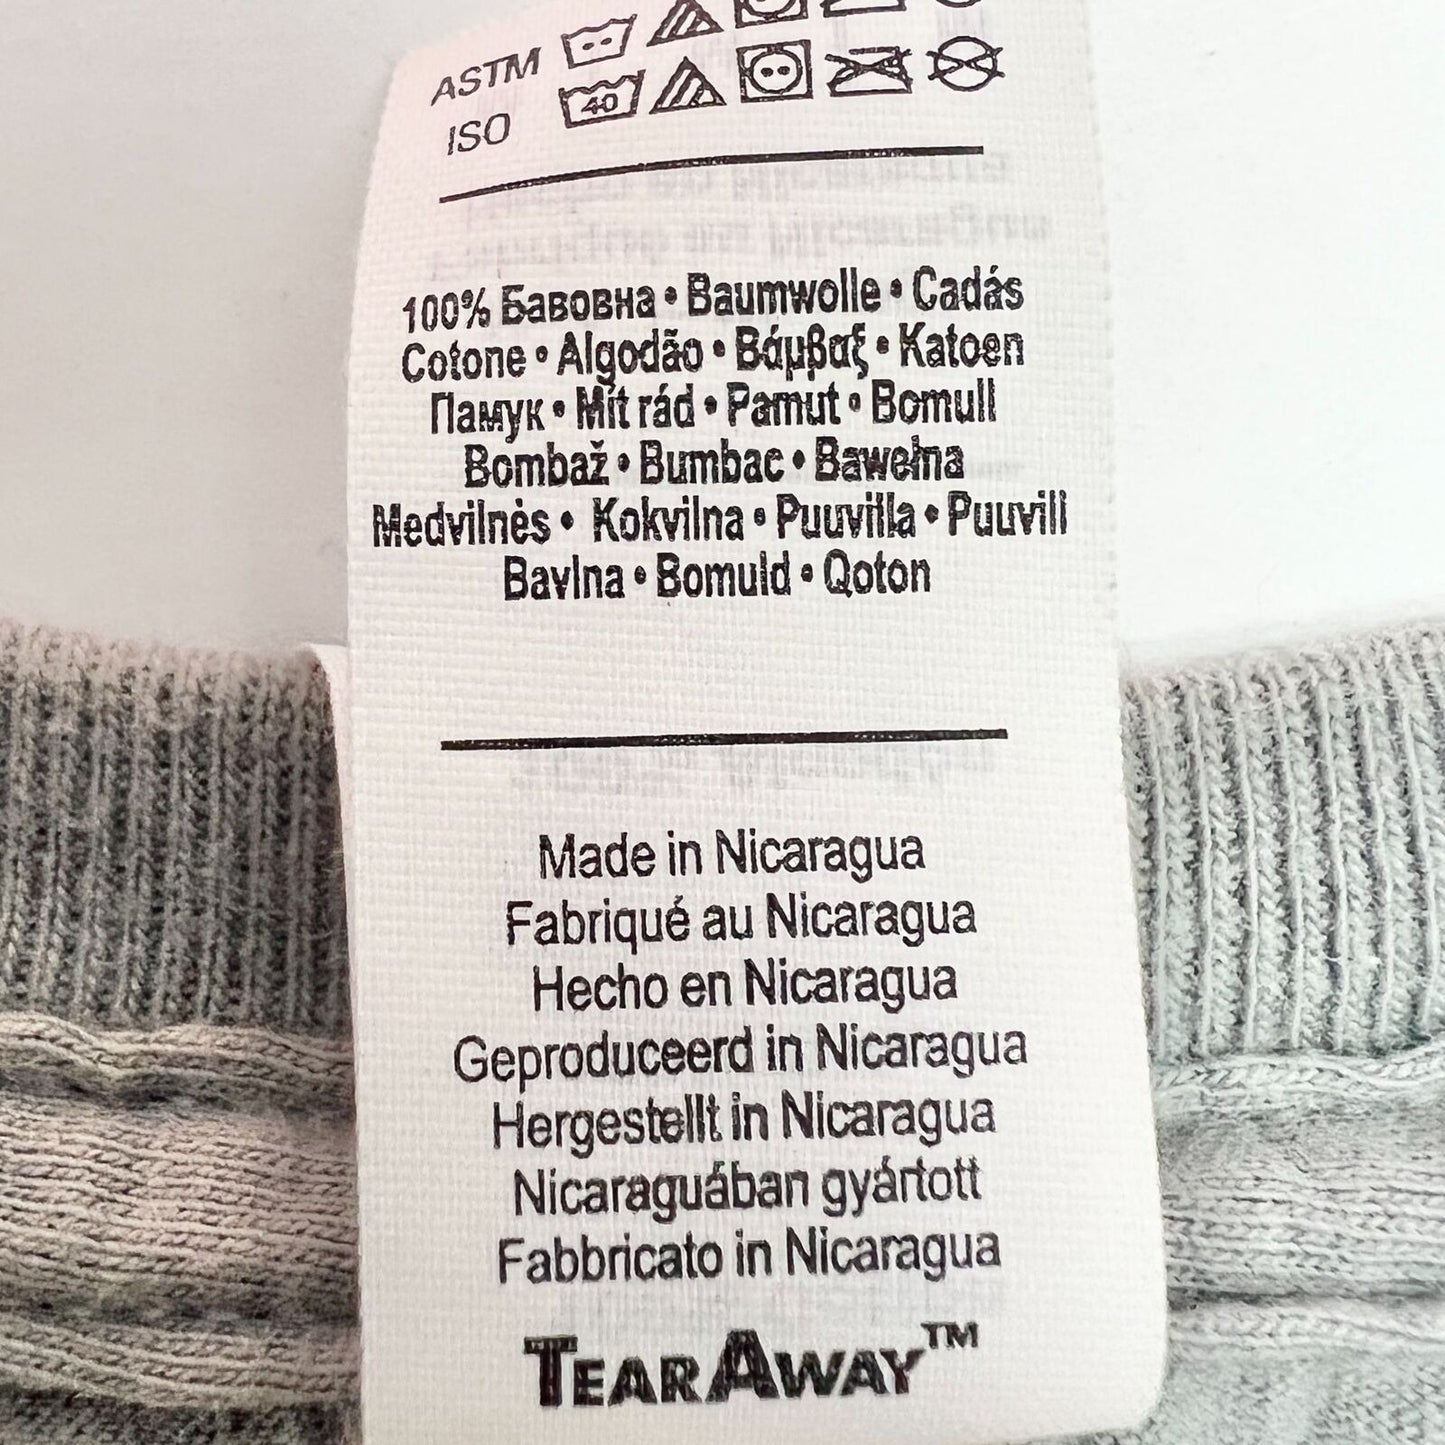 ASTM
ISO 40
100% Бавовна • Baumwolle • Cadás
Cotone • Algodão • Βάμβαξ • Katoen
Памук • Mít rád • Pamut • Bomull
Bombaž • Bumbac • Bawełna
Medvilnės • Kokvilna • Puuvilla • Puuvill
Bavlna • Bomuld • Qoton
Made in Nicaragua
Fabriqué au Nicaragua
Hecho en Nicaragua
Geproduceerd in Nicaragua
Hergestellt in Nicaragua
Nicaraguában gyártott
Fabbricato in Nicaragua
TEARAWAY™